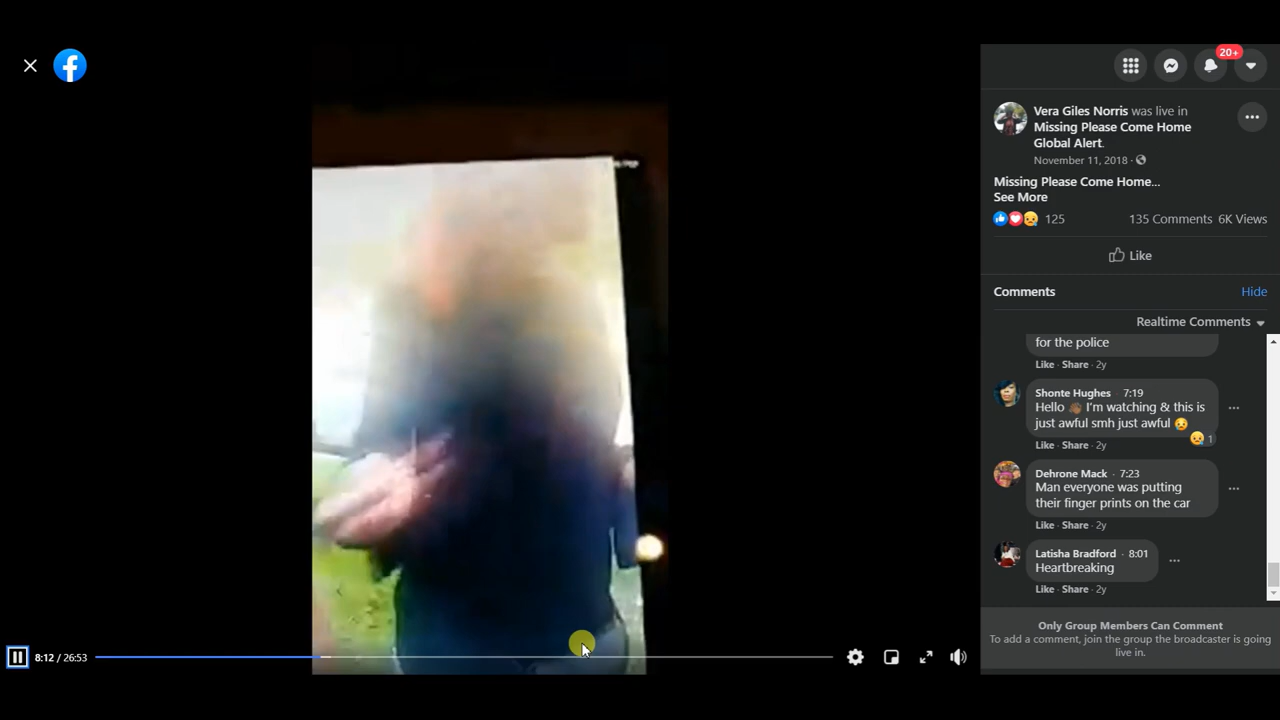 20+
Vera Giles Norris was live in
Missing Please Come Home
Global Alert.
November 11, 2018 ·
Missing Please Come Home...
See More
125
135 Comments 6K Views
Like
Comments
Hide
Realtime Comments
for the police
Like · Share · 2y
Shonte Hughes · 7:19
Hello 👋🏾 I'm watching & this is
just awful smh just awful 😥
1
Like · Share · 2y
Dehrone Mack · 7:23
Man everyone was putting
their finger prints on the car
Like · Share · 2y
Latisha Bradford · 8:01
Heartbreaking
Like · Share · 2y
Only Group Members Can Comment
To add a comment, join the group the broadcaster is going
live in.
8:12 / 26:53